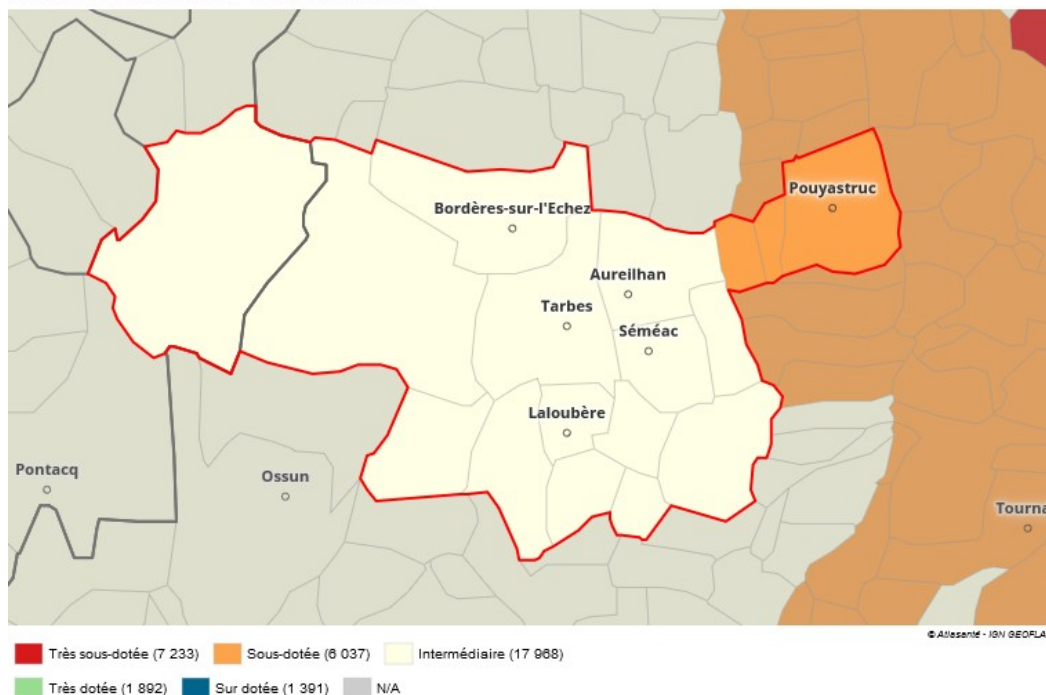 Pouyastruc
Bordères-sur-l'Echez
Aureilhan
Tarbes
Séméac
Laloubère
Pontacq
Ossun
Tourna
© Atlasanté - IGN GEOFLA
Très sous-dotée (7 233)
Sous-dotée (6 037)
Intermédiaire (17 968)
Très dotée (1 892)
Sur dotée (1 391)
N/A